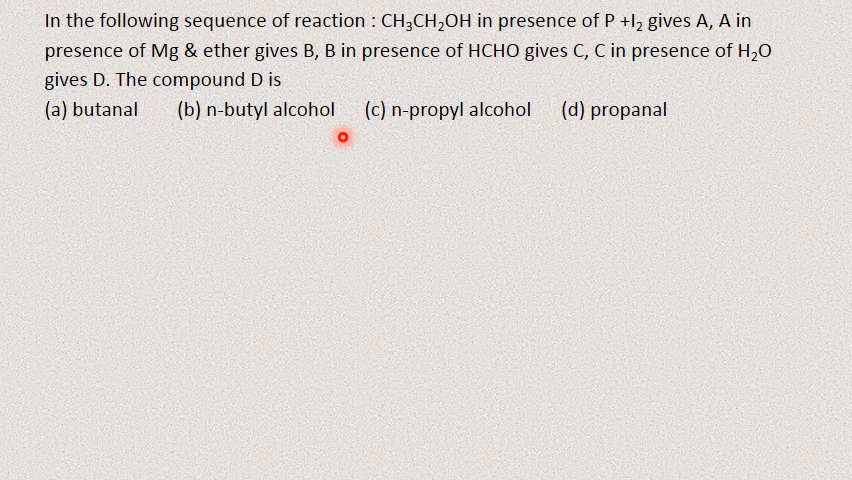 In the following sequence of reaction : CH₃CH₂OH in presence of P +I₂ gives A, A in
presence of Mg & ether gives B, B in presence of HCHO gives C, C in presence of H₂O
gives D. The compound D is
(a) butanal (b) n-butyl alcohol (c) n-propyl alcohol (d) propanal